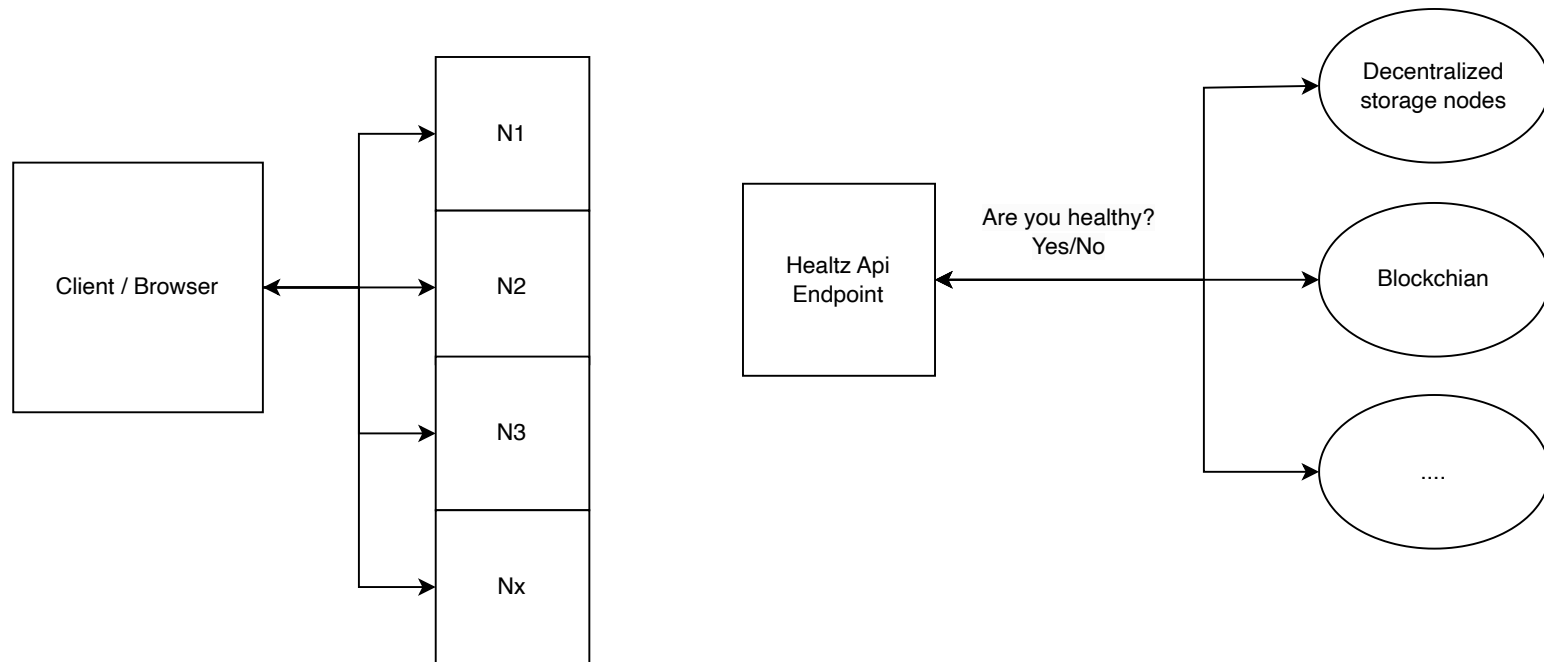 Client / Browser
N1
N2
N3
Nx
Healtz Api
Endpoint
Are you healthy?
Yes/No
Decentralized
storage nodes
Blockchian
....